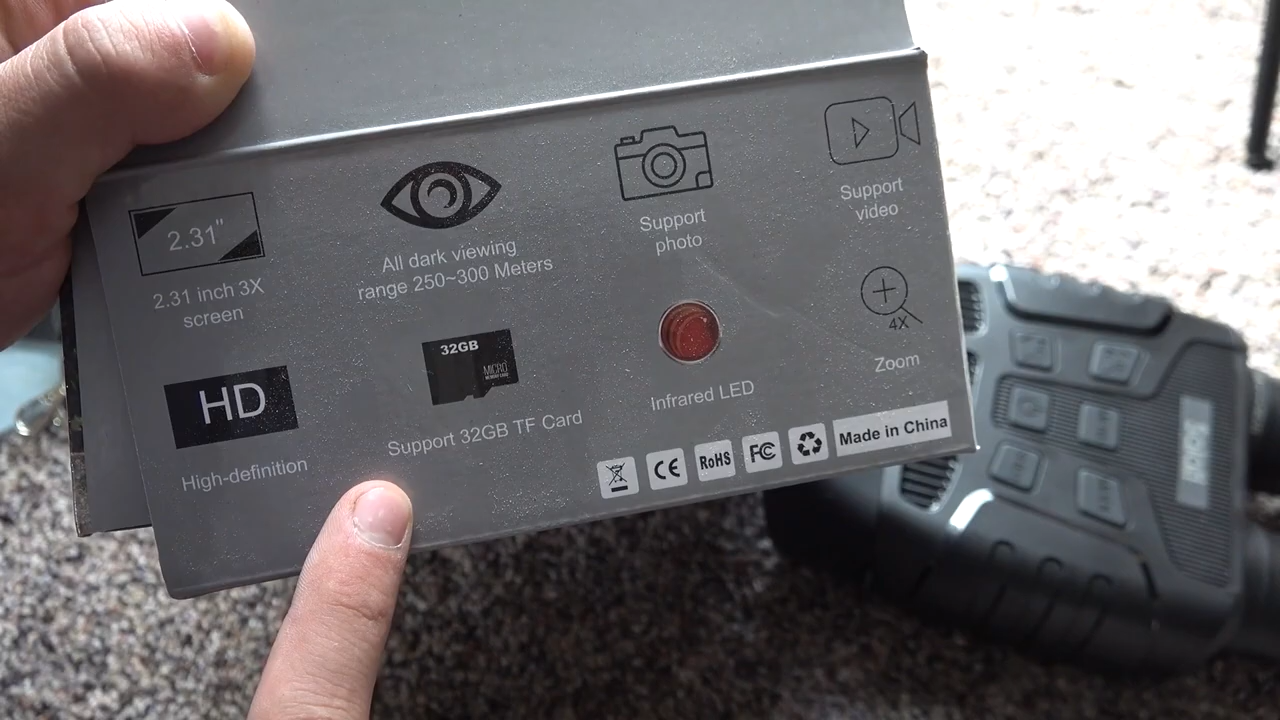 2.31"
2.31 inch 3X
screen
All dark viewing
range 250~300 Meters
Support
photo
Support
video
HD
High-definition
32GB
MICRO
Support 32GB TF Card
Infrared LED
4X
Zoom
CE
RoHS
FC
Made in China